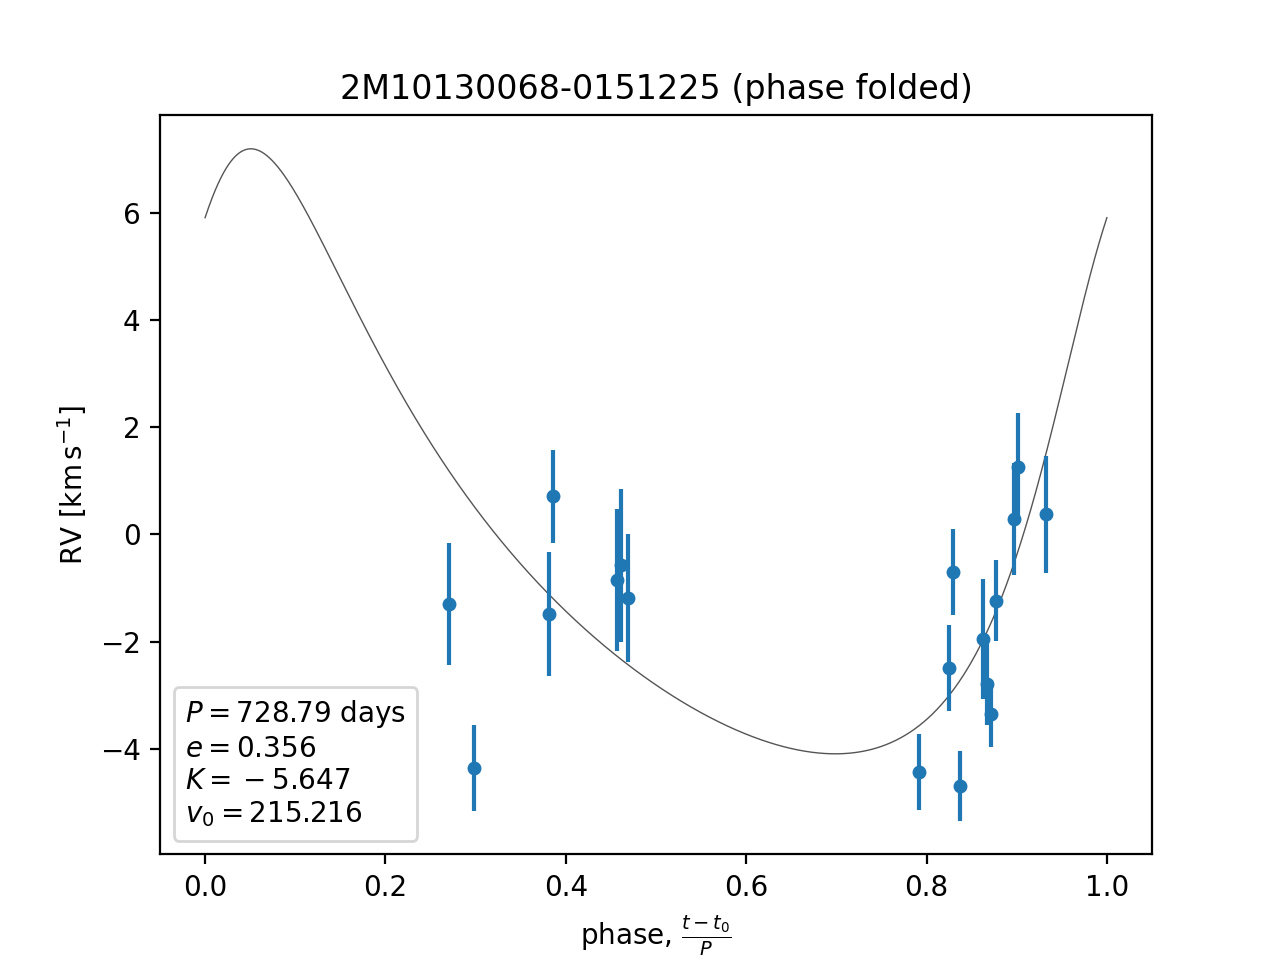 2M10130068-0151225 (phase folded)
6
4
2
0
−2
−4
RV [km s⁻¹]
P = 728.79 days
e = 0.356
K = −5.647
v₀ = 215.216
0.0 0.2 0.4 0.6 0.8 1.0
phase, (t − t₀)/P